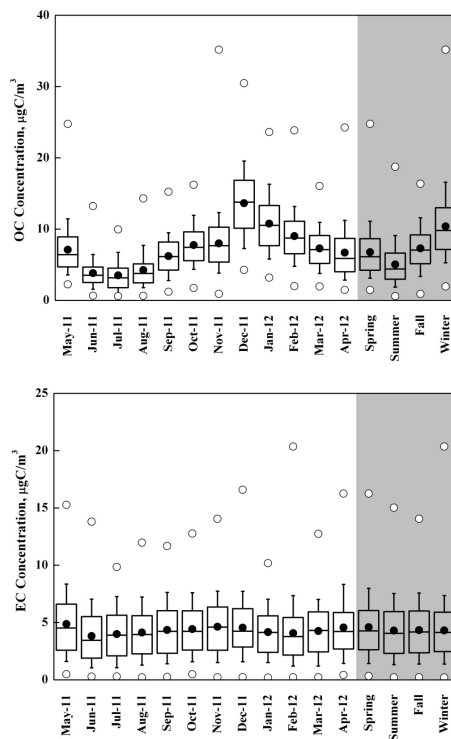 40
30
20
10
0
OC Concentration, μgC/m³
May-11
Jun-11
Jul-11
Aug-11
Sep-11
Oct-11
Nov-11
Dec-11
Jan-12
Feb-12
Mar-12
Apr-12
Spring
Summer
Fall
Winter
25
20
15
10
5
0
EC Concentration, μgC/m³
May-11
Jun-11
Jul-11
Aug-11
Sep-11
Oct-11
Nov-11
Dec-11
Jan-12
Feb-12
Mar-12
Apr-12
Spring
Summer
Fall
Winter